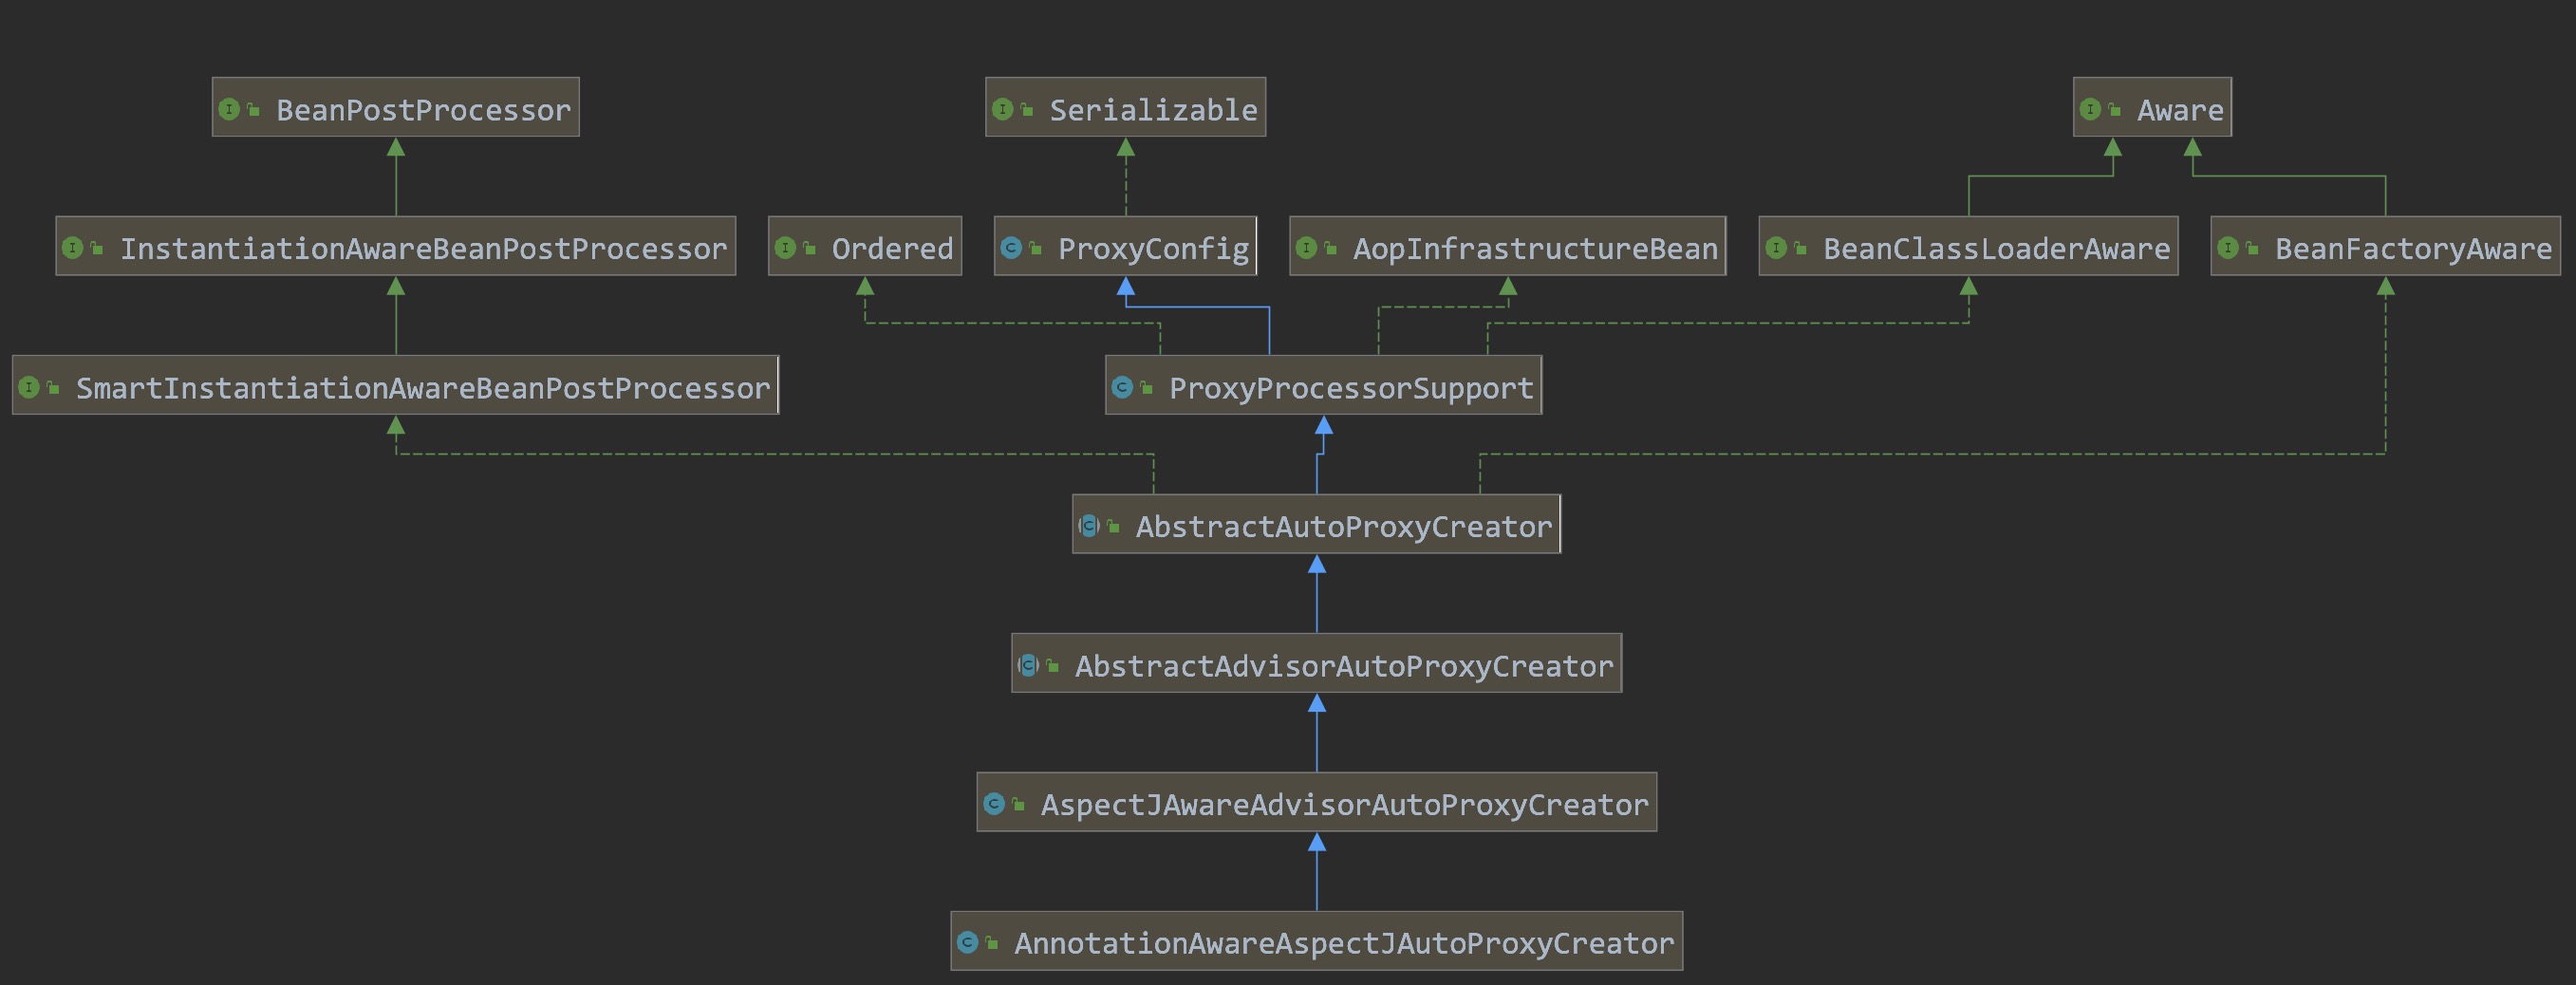 BeanPostProcessor
Serializable
Aware
InstantiationAwareBeanPostProcessor
Ordered
ProxyConfig
AopInfrastructureBean
BeanClassLoaderAware
BeanFactoryAware
SmartInstantiationAwareBeanPostProcessor
ProxyProcessorSupport
AbstractAutoProxyCreator
AbstractAdvisorAutoProxyCreator
AspectJAwareAdvisorAutoProxyCreator
AnnotationAwareAspectJAutoProxyCreator